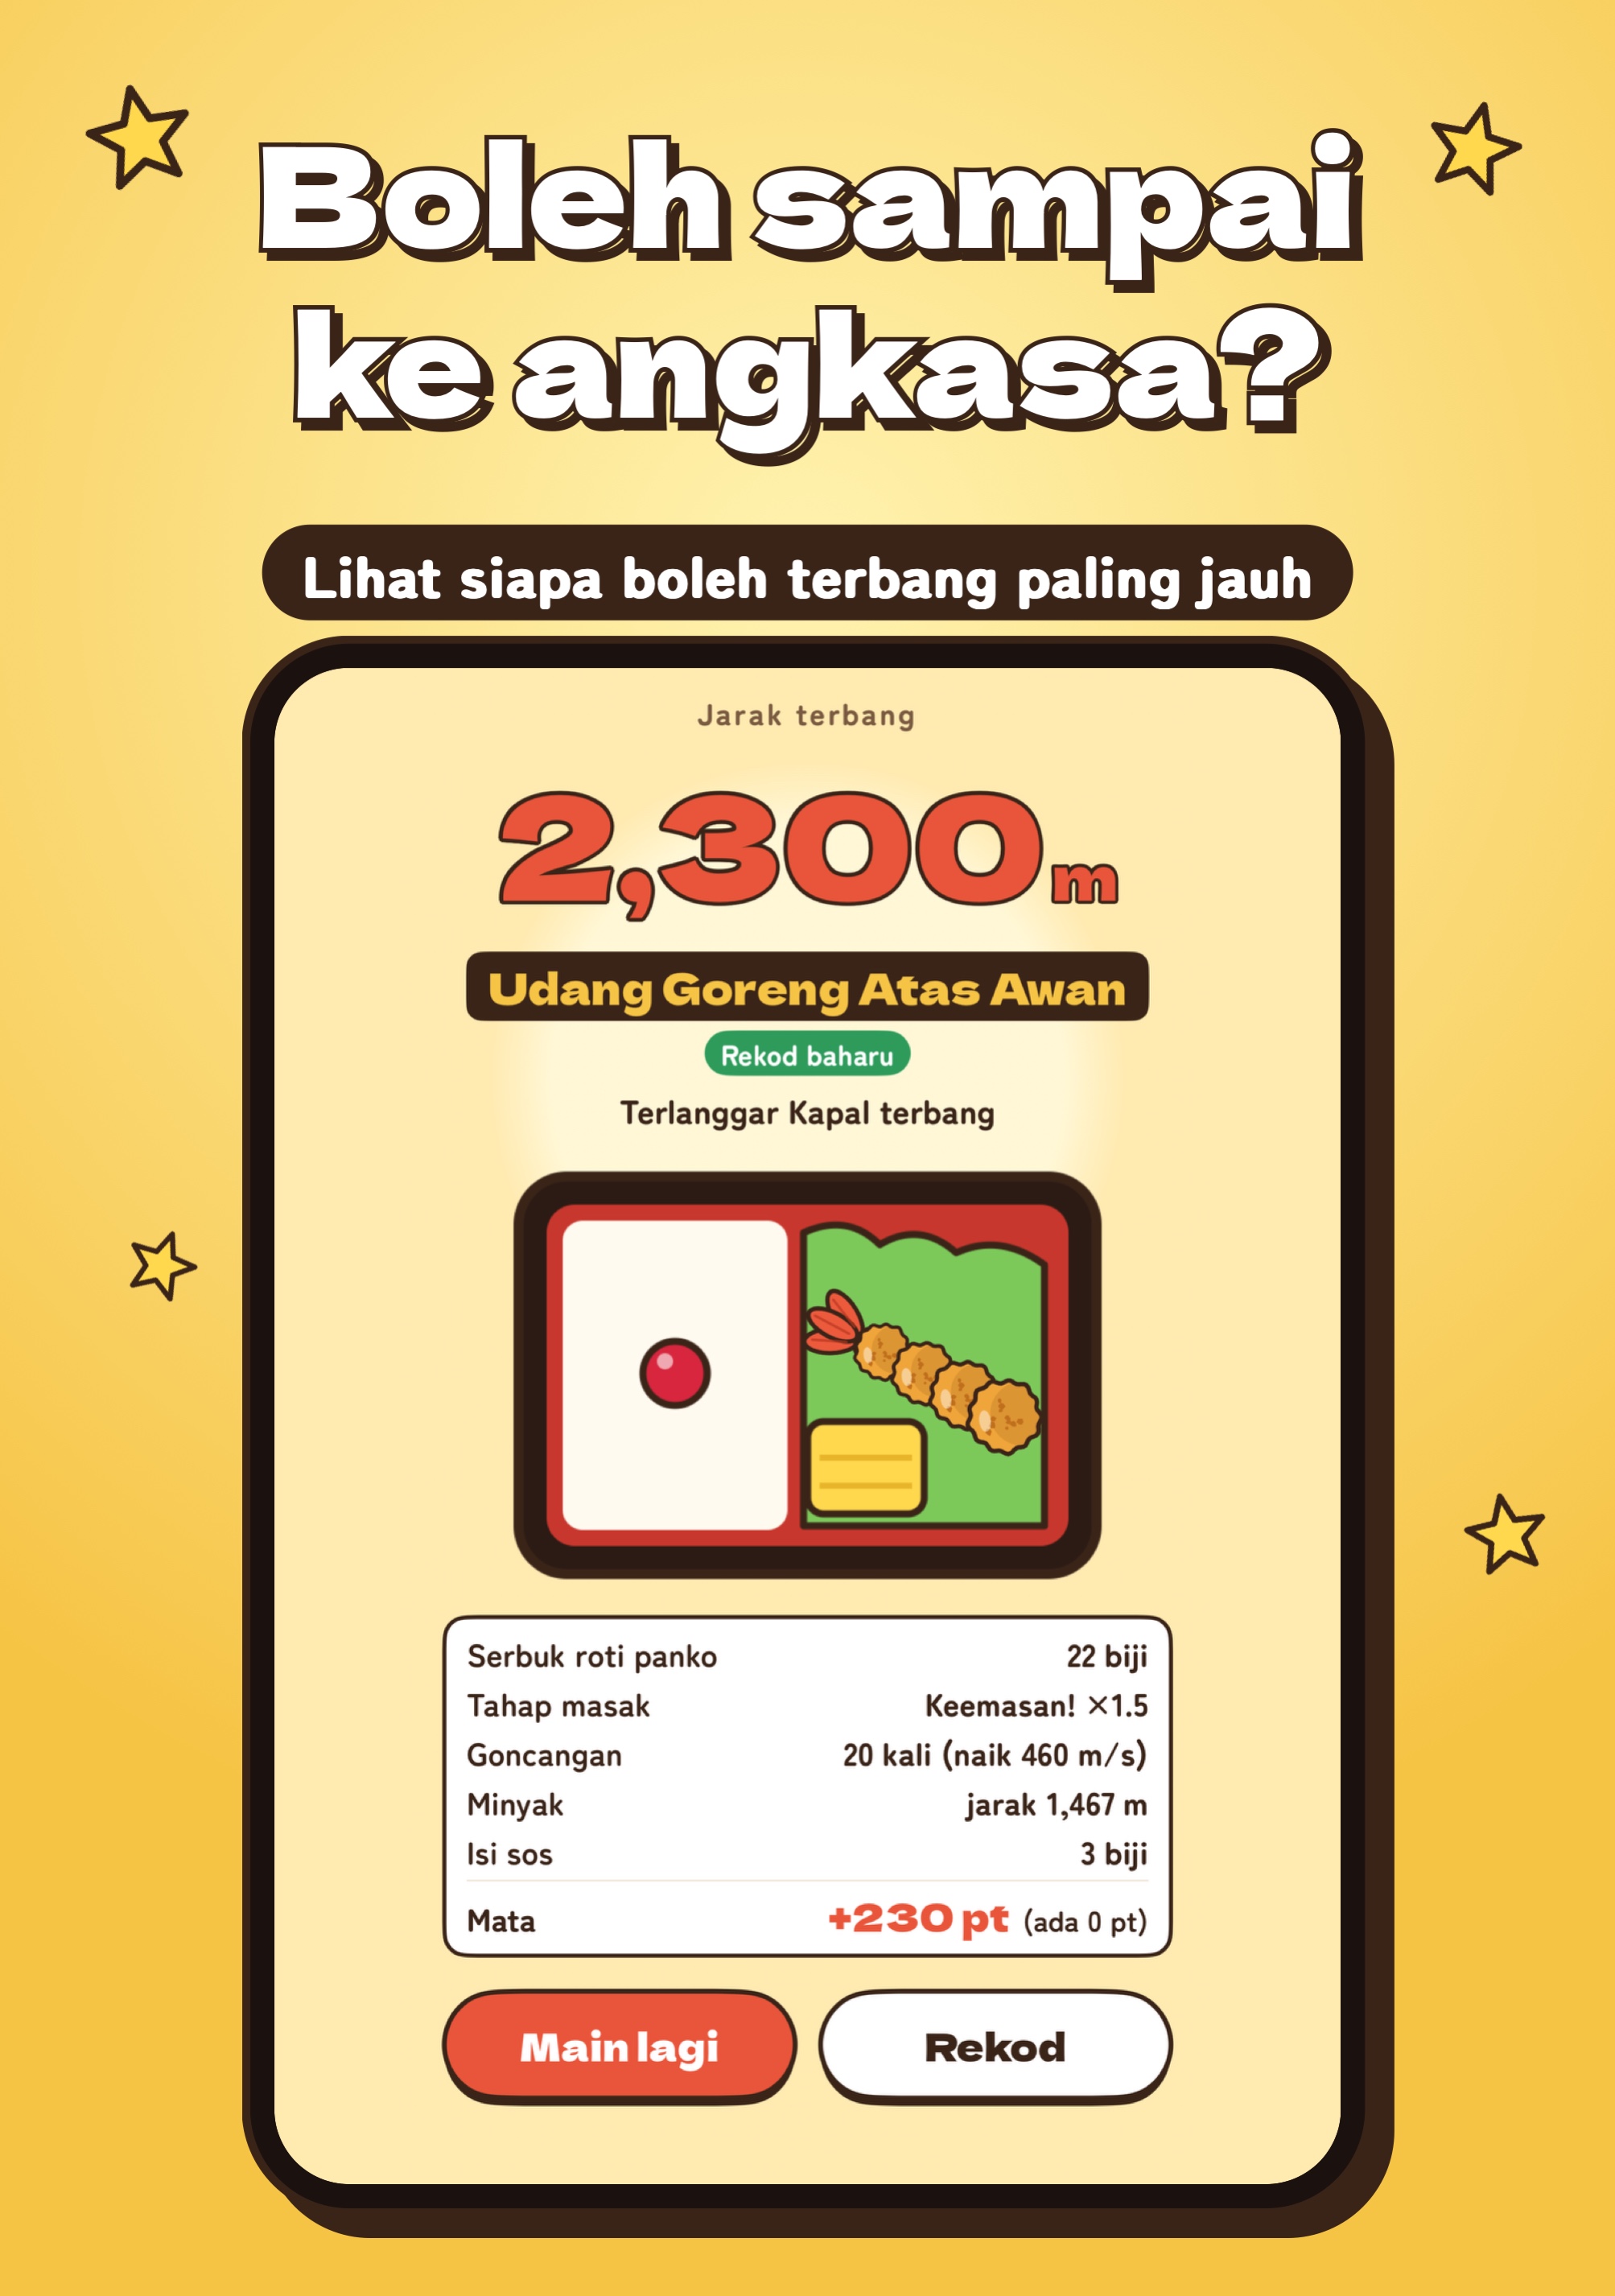 Boleh sampai
ke angkasa?
Lihat siapa boleh terbang paling jauh
Jarak terbang
2,300 m
Udang Goreng Atas Awan
Rekod baharu
Terlanggar Kapal terbang
Serbuk roti panko 22 biji
Tahap masak Keemasan! ×1.5
Goncangan 20 kali (naik 460 m/s)
Minyak jarak 1,467 m
Isi sos 3 biji
Mata +230 pt (ada 0 pt)
Main lagi Rekod